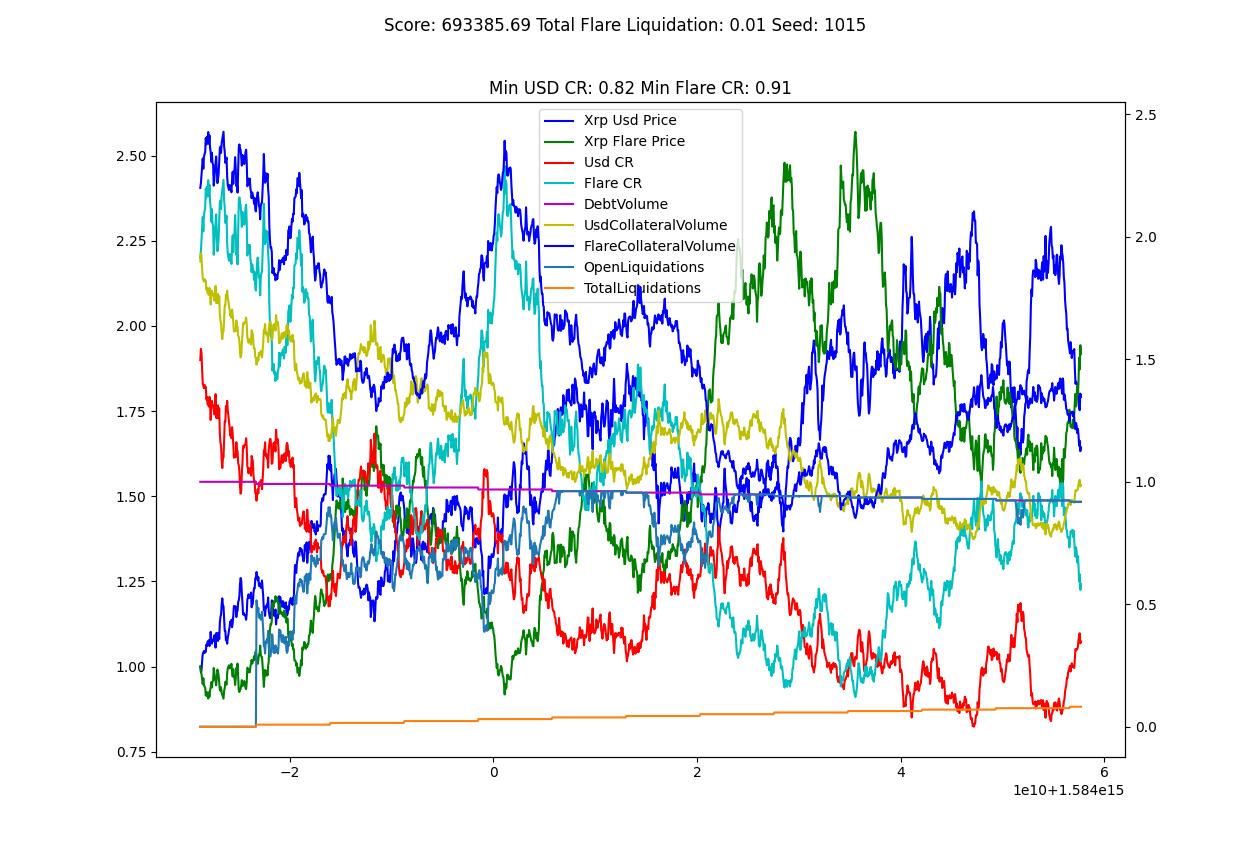 Score: 693385.69 Total Flare Liquidation: 0.01 Seed: 1015
Min USD CR: 0.82 Min Flare CR: 0.91
Xrp Usd Price
Xrp Flare Price
Usd CR
Flare CR
DebtVolume
UsdCollateralVolume
FlareCollateralVolume
OpenLiquidations
TotalLiquidations
2.50
2.25
2.00
1.75
1.50
1.25
1.00
0.75
2.5
2.0
1.5
1.0
0.5
0.0
−2 0 2 4 6
1e10+1.584e15